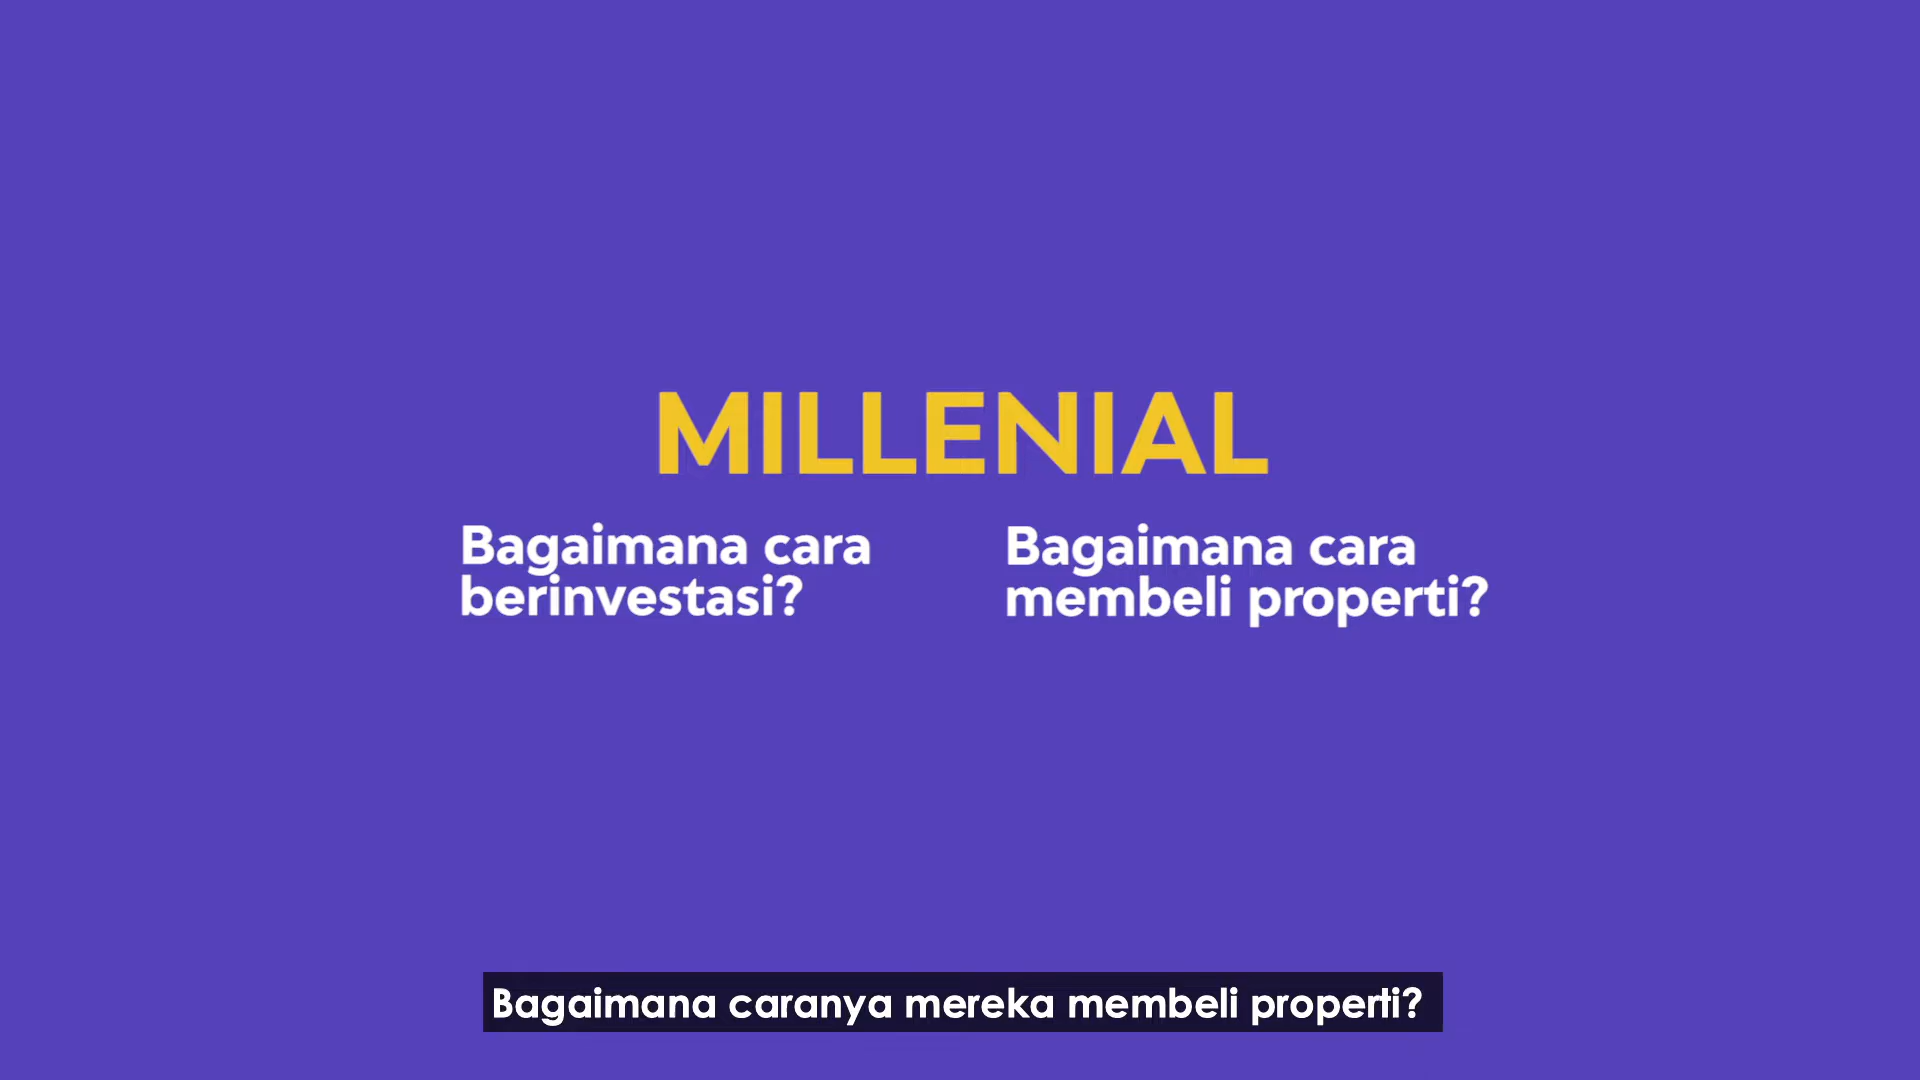 MILLENIAL
Bagaimana cara
berinvestasi?
Bagaimana cara
membeli properti?
Bagaimana caranya mereka membeli properti?